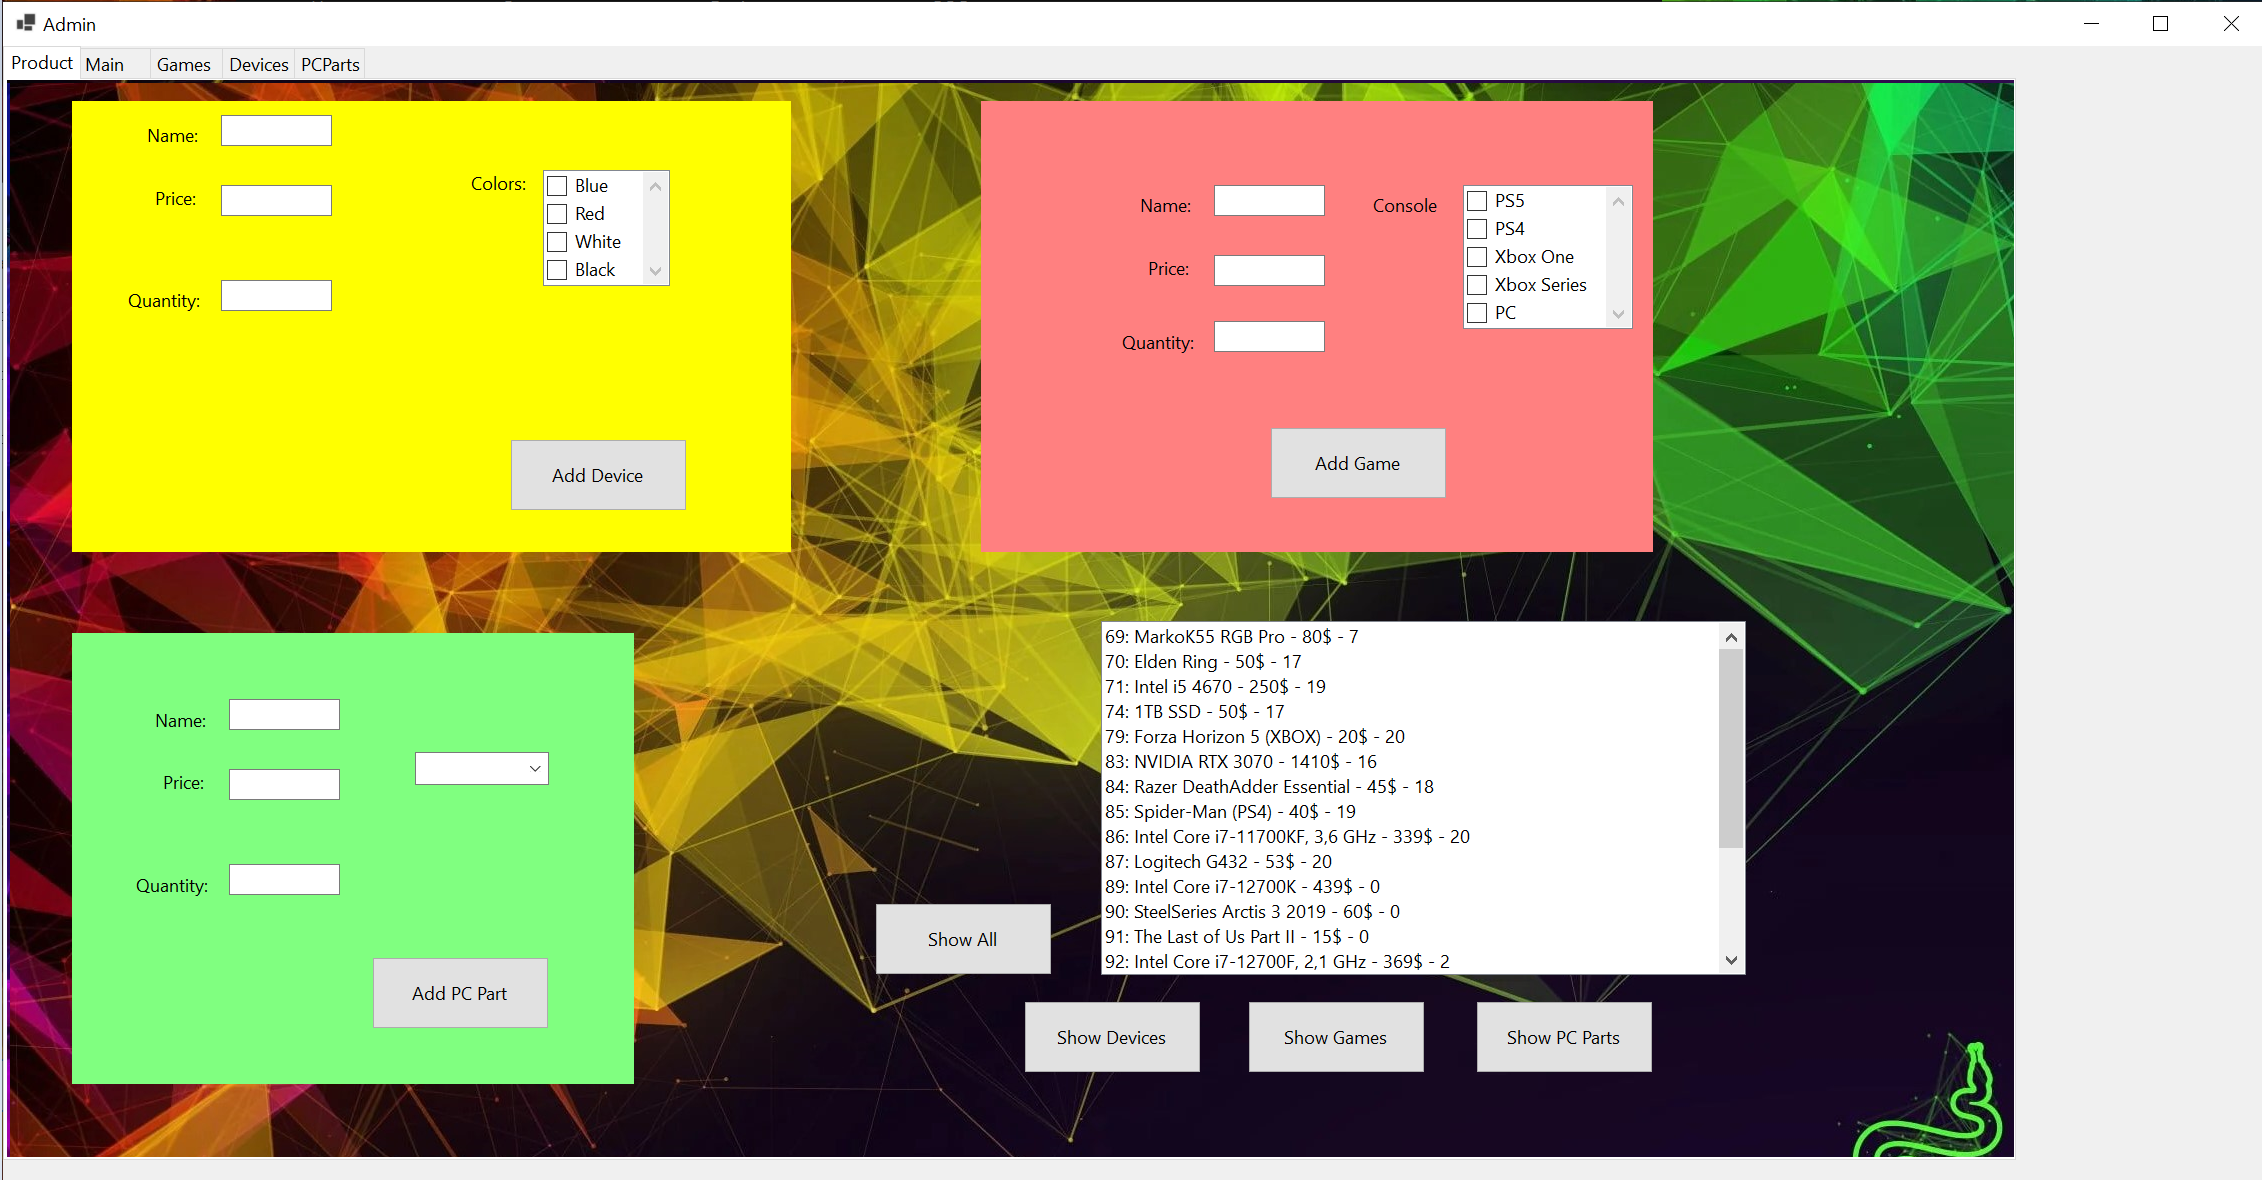 Admin
Product Main Games Devices PCParts
Name:
Price:
Quantity:
Colors:
Blue
Red
White
Black
Add Device
Name:
Price:
Quantity:
Console
PS5
PS4
Xbox One
Xbox Series
PC
Add Game
Name:
Price:
Quantity:
Add PC Part
69: MarkoK55 RGB Pro - 80$ - 7
70: Elden Ring - 50$ - 17
71: Intel i5 4670 - 250$ - 19
74: 1TB SSD - 50$ - 17
79: Forza Horizon 5 (XBOX) - 20$ - 20
83: NVIDIA RTX 3070 - 1410$ - 16
84: Razer DeathAdder Essential - 45$ - 18
85: Spider-Man (PS4) - 40$ - 19
86: Intel Core i7-11700KF, 3,6 GHz - 339$ - 20
87: Logitech G432 - 53$ - 20
89: Intel Core i7-12700K - 439$ - 0
90: SteelSeries Arctis 3 2019 - 60$ - 0
91: The Last of Us Part II - 15$ - 0
92: Intel Core i7-12700F, 2,1 GHz - 369$ - 2
Show All
Show Devices
Show Games
Show PC Parts